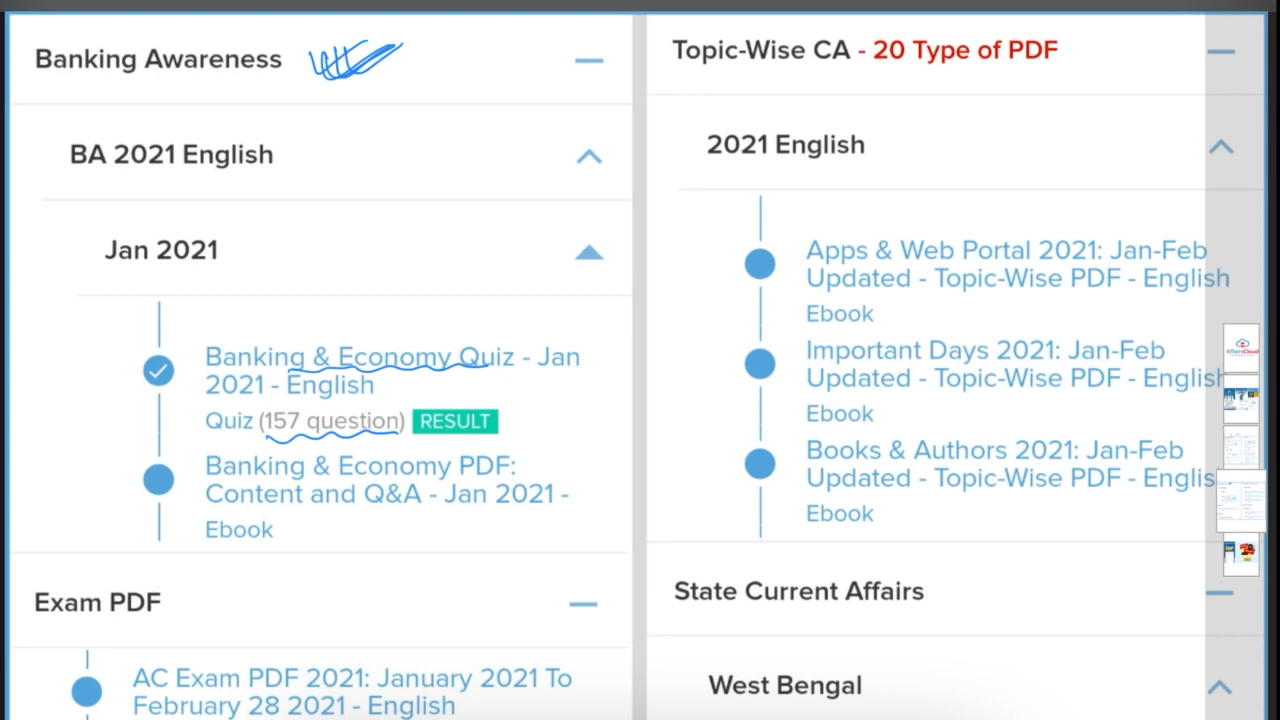 Banking Awareness
BA 2021 English
Jan 2021
Banking & Economy Quiz - Jan
2021 - English
Quiz (157 question) RESULT
Banking & Economy PDF:
Content and Q&A - Jan 2021 -
Ebook
Exam PDF
AC Exam PDF 2021: January 2021 To
February 28 2021 - English
Topic-Wise CA - 20 Type of PDF
2021 English
Apps & Web Portal 2021: Jan-Feb
Updated - Topic-Wise PDF - English
Ebook
Important Days 2021: Jan-Feb
Updated - Topic-Wise PDF - English
Ebook
Books & Authors 2021: Jan-Feb
Updated - Topic-Wise PDF - Englis
Ebook
State Current Affairs
West Bengal
AffairsCloud